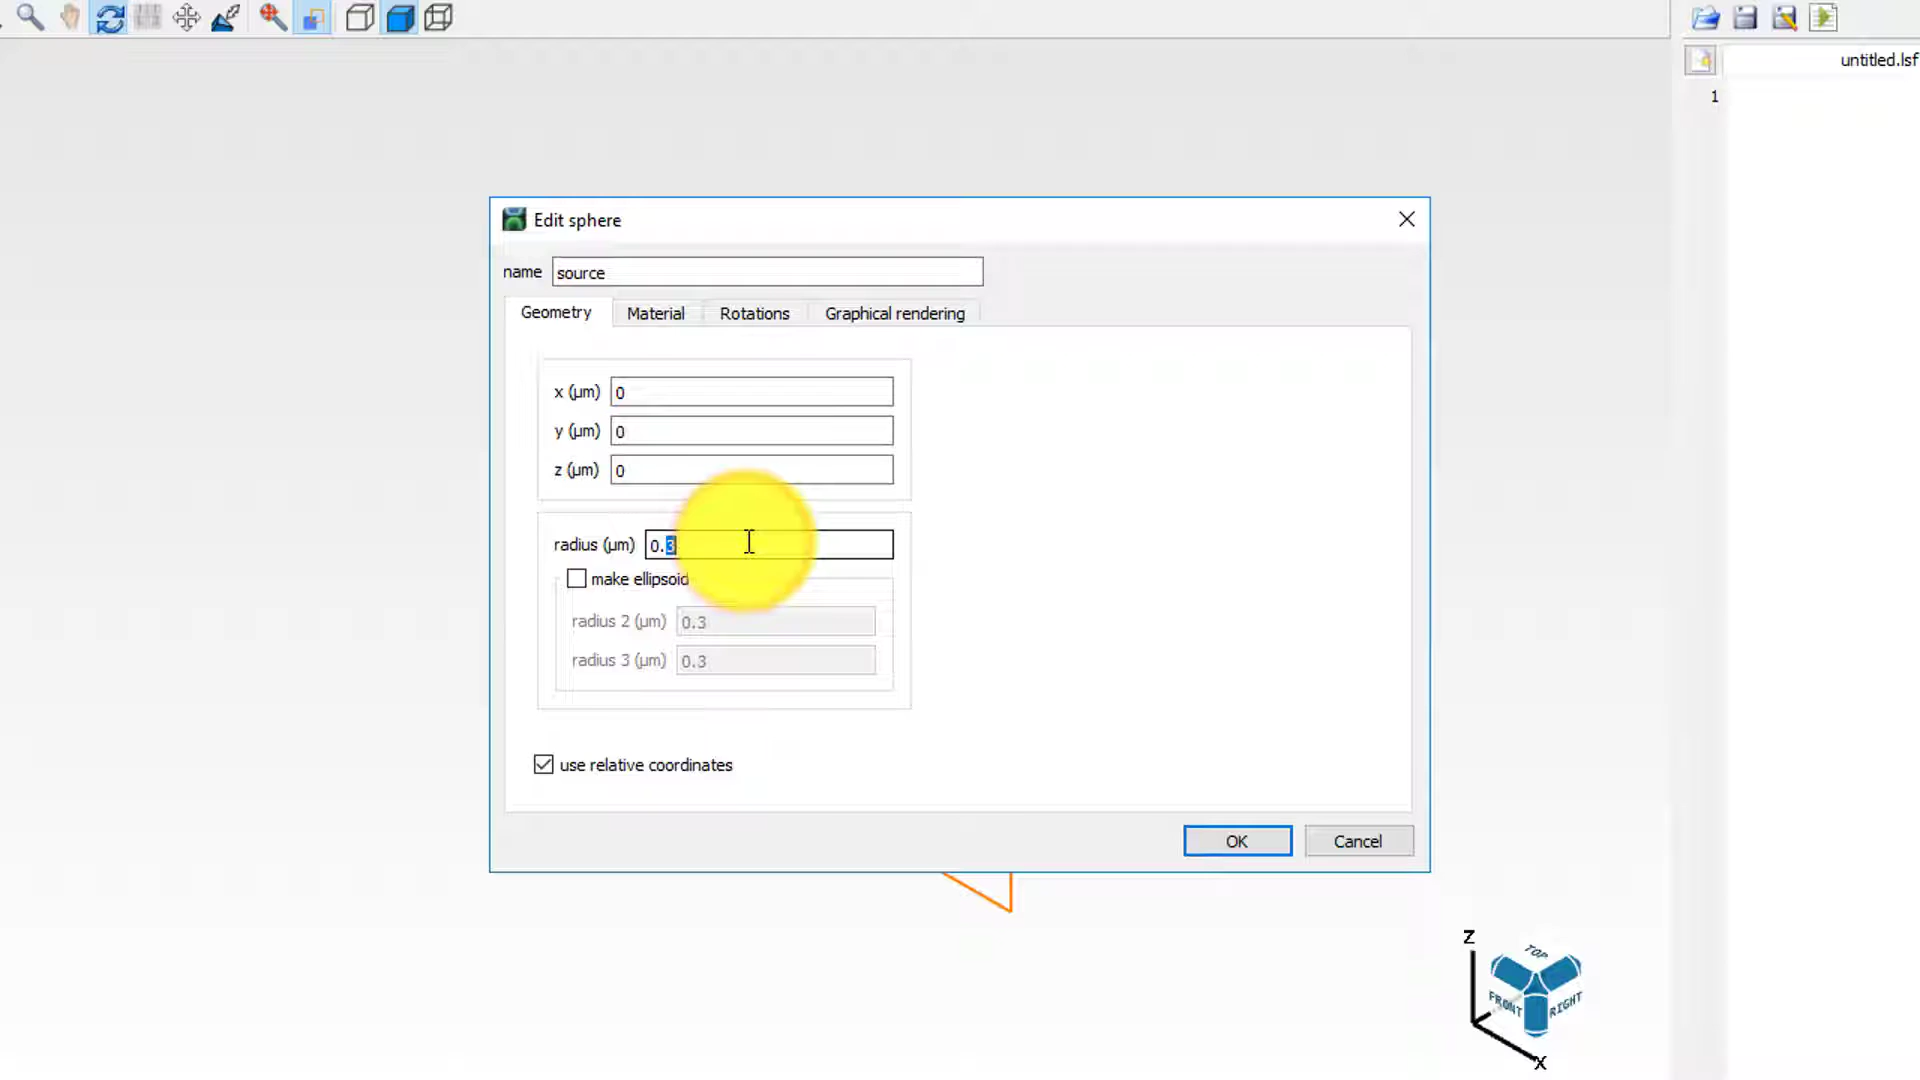 untitled.lsf
1
Edit sphere
name source
Geometry Material Rotations Graphical rendering
x (µm) 0
y (µm) 0
z (µm) 0
radius (µm) 0.3
make ellipsoid
radius 2 (µm) 0.3
radius 3 (µm) 0.3
use relative coordinates
OK Cancel
Z
TOP
FRONT RIGHT
X